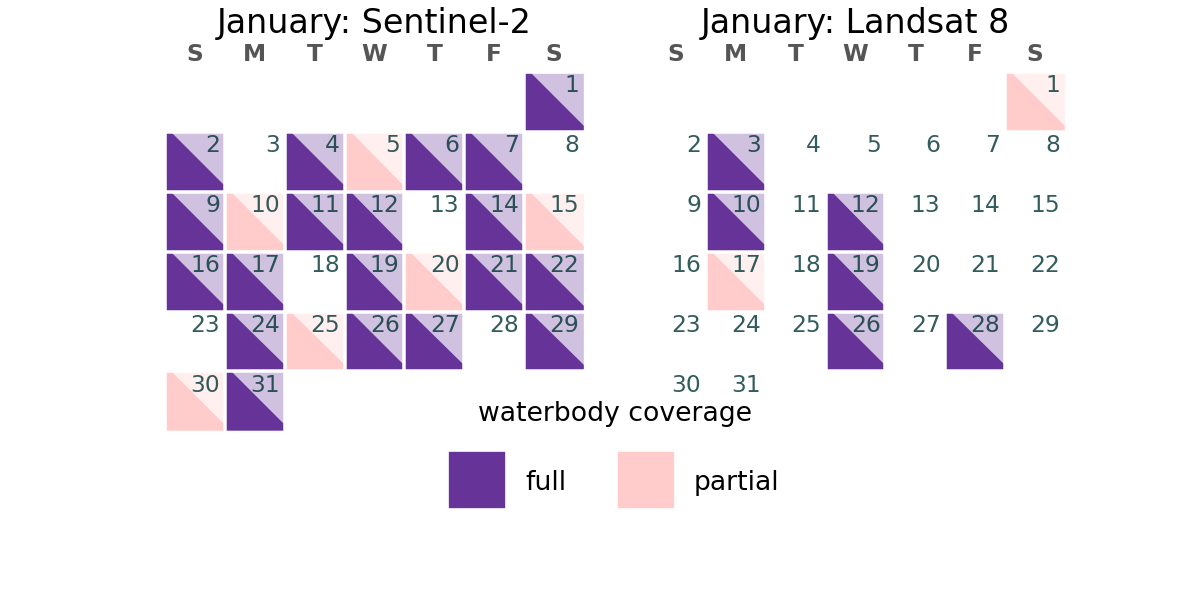 January: Sentinel-2
S M T W T F S
1
2 3 4 5 6 7 8
9 10 11 12 13 14 15
16 17 18 19 20 21 22
23 24 25 26 27 28 29
30 31
January: Landsat 8
S M T W T F S
1
2 3 4 5 6 7 8
9 10 11 12 13 14 15
16 17 18 19 20 21 22
23 24 25 26 27 28 29
30 31
waterbody coverage
full partial